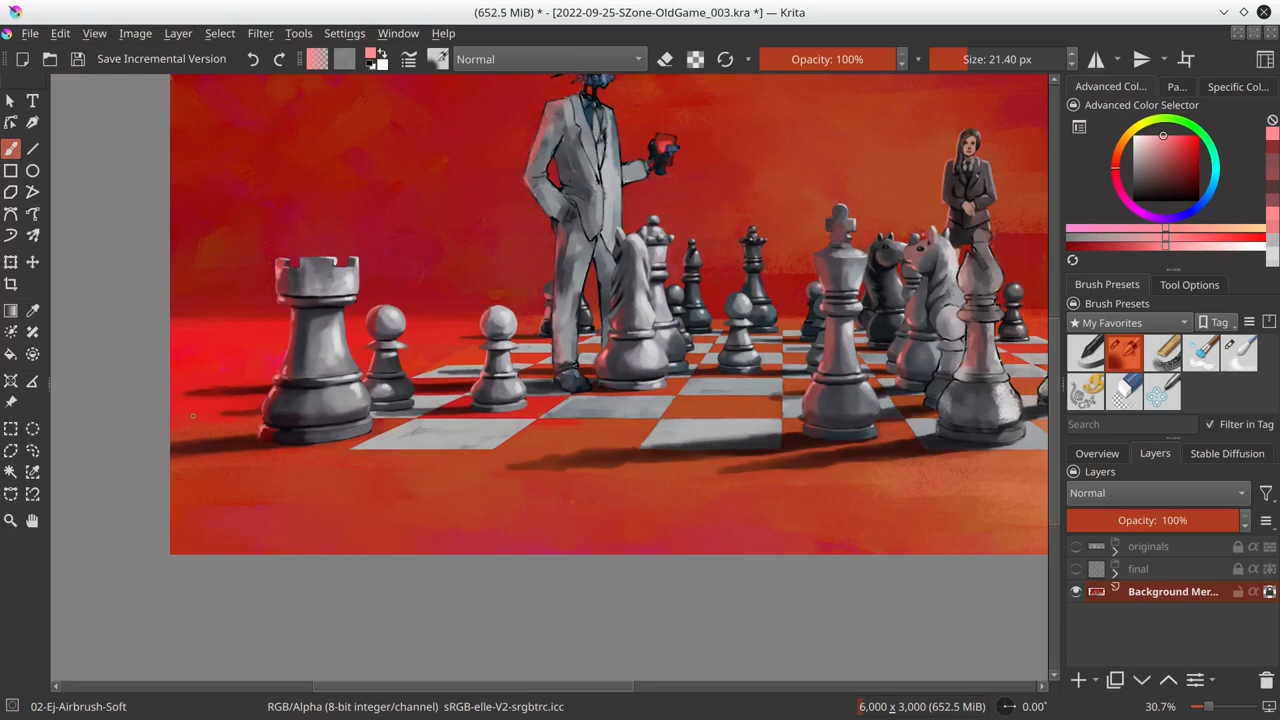 (652.5 MiB) * - [2022-09-25-SZone-OldGame_003.kra *] — Krita
File Edit View Image Layer Select Filter Tools Settings Window Help
Save Incremental Version
Normal
Opacity: 100%
Size: 21.40 px
Advanced Col...
Pa...
Specific Col...
Advanced Color Selector
Brush Presets
Tool Options
Brush Presets
★ My Favorites
Tag
Search
Filter in Tag
Overview
Layers
Stable Diffusion
Layers
Normal
Opacity: 100%
originals
final
Background Mer...
02-Ej-Airbrush-Soft
RGB/Alpha (8-bit integer/channel) sRGB-elle-V2-srgbtrc.icc
6,000 x 3,000 (652.5 MiB)
0.00°
30.7%